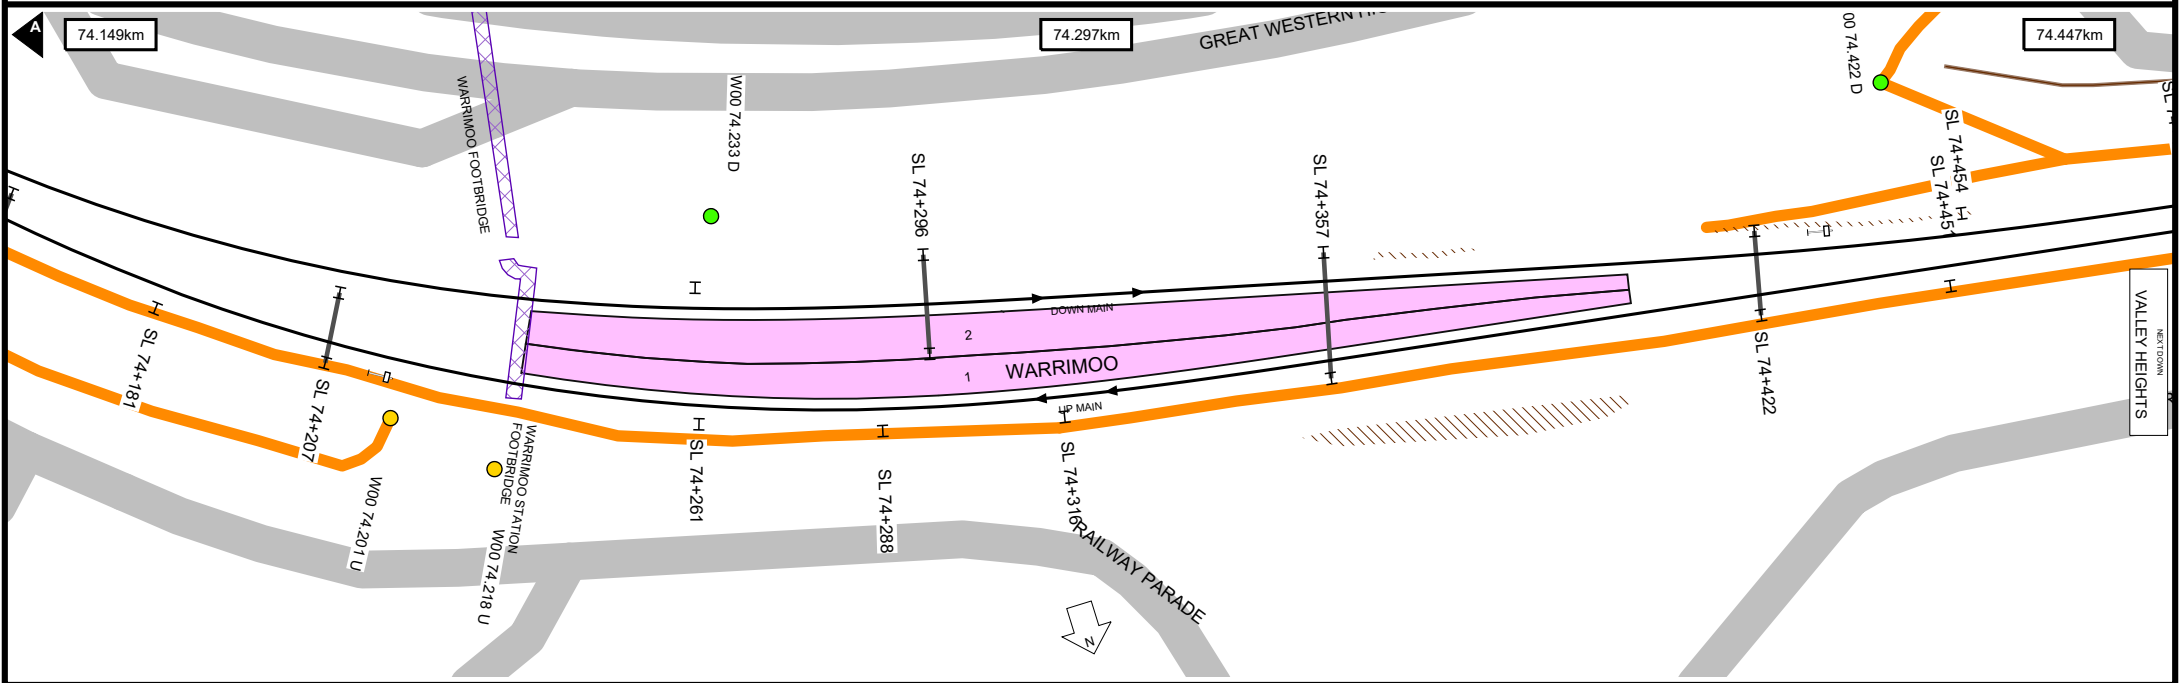 A
74.149km
74.297km
74.447km
GREAT WESTERN
00 74.422 D
WARRIMOO FOOTBRIDGE
W00 74.233 D
SL 74+296
SL 74+357
SL 74+454
SL 74+451
DOWN MAIN
2
WARRIMOO
1
UP MAIN
SL 74+181
SL 74+207
SL 74+422
VALLEY HEIGHTS
NEXT DOWN
WARRIMOO STATION
FOOTBRIDGE
SL 74+261
SL 74+288
SL 74+316
W00 74.201 U
W00 74.218 U
RAILWAY PARADE
N